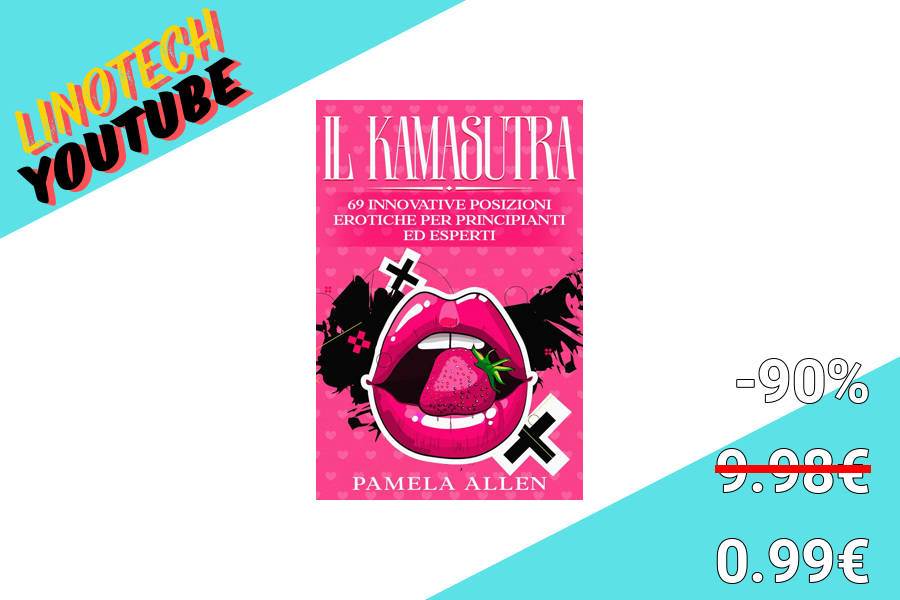 LINOTECH
YOUTUBE
IL KAMASUTRA
69 INNOVATIVE POSIZIONI
EROTICHE PER PRINCIPIANTI
ED ESPERTI
PAMELA ALLEN
-90%
9.98€
0.99€